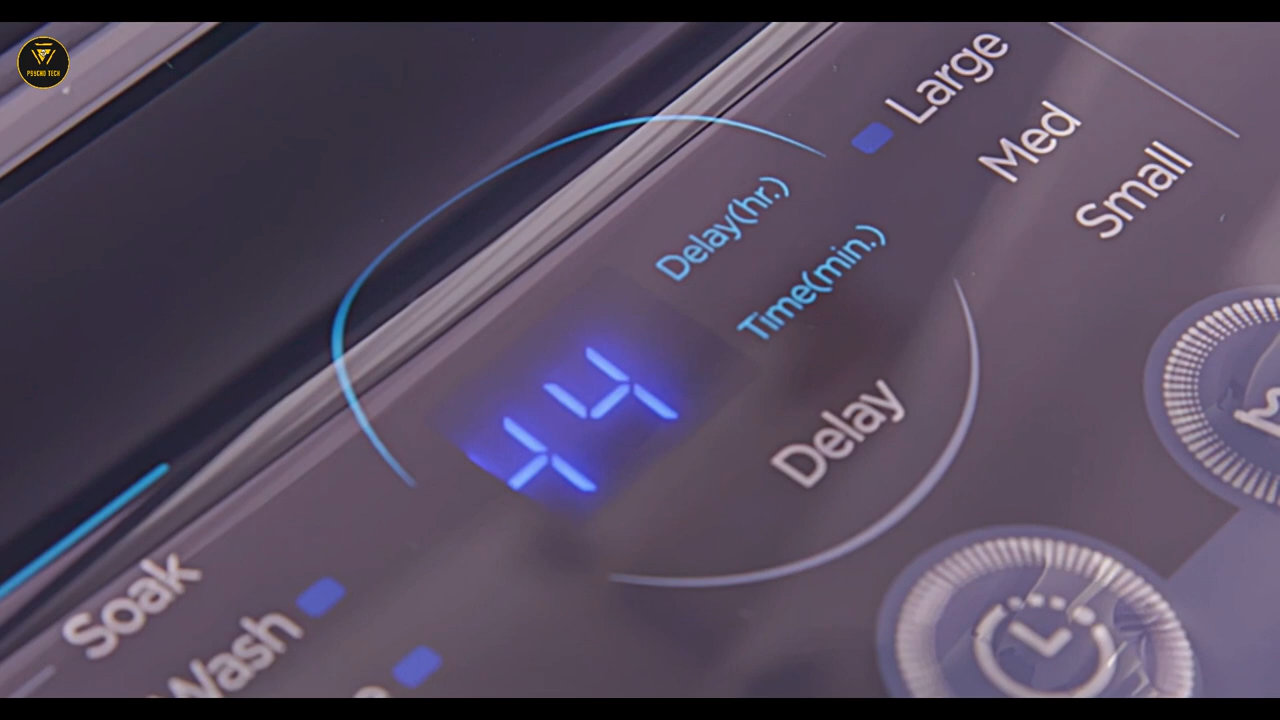 PSYCHO TECH
Large
Med
Small
Delay(hr.)
Time(min.)
44
Delay
Soak
Wash